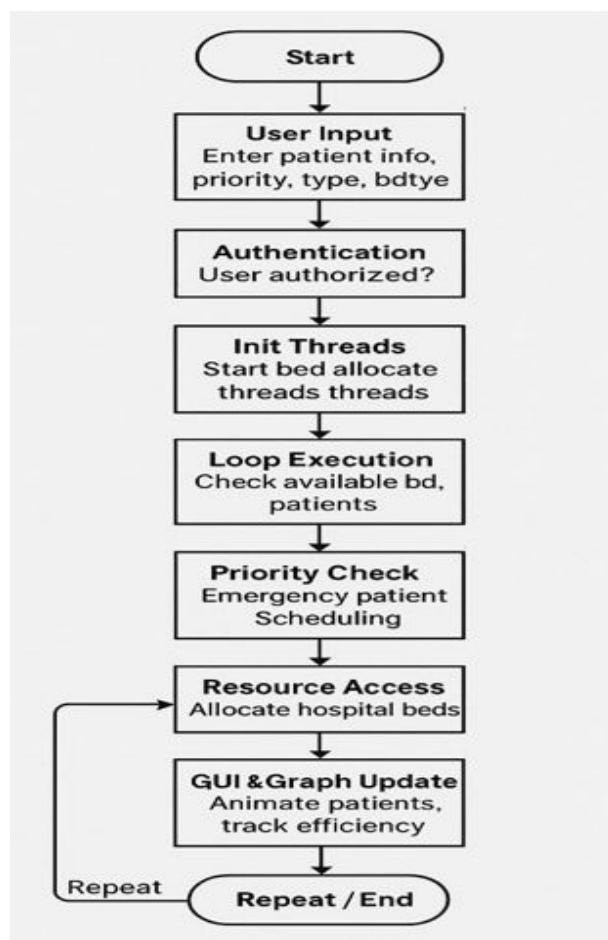 Start
User Input
Enter patient info,
priority, type, bdtye
Authentication
User authorized?
Init Threads
Start bed allocate
threads threads
Loop Execution
Check available bd,
patients
Priority Check
Emergency patient
Scheduling
Resource Access
Allocate hospital beds
GUI &Graph Update
Animate patients,
track efficiency
Repeat
Repeat / End